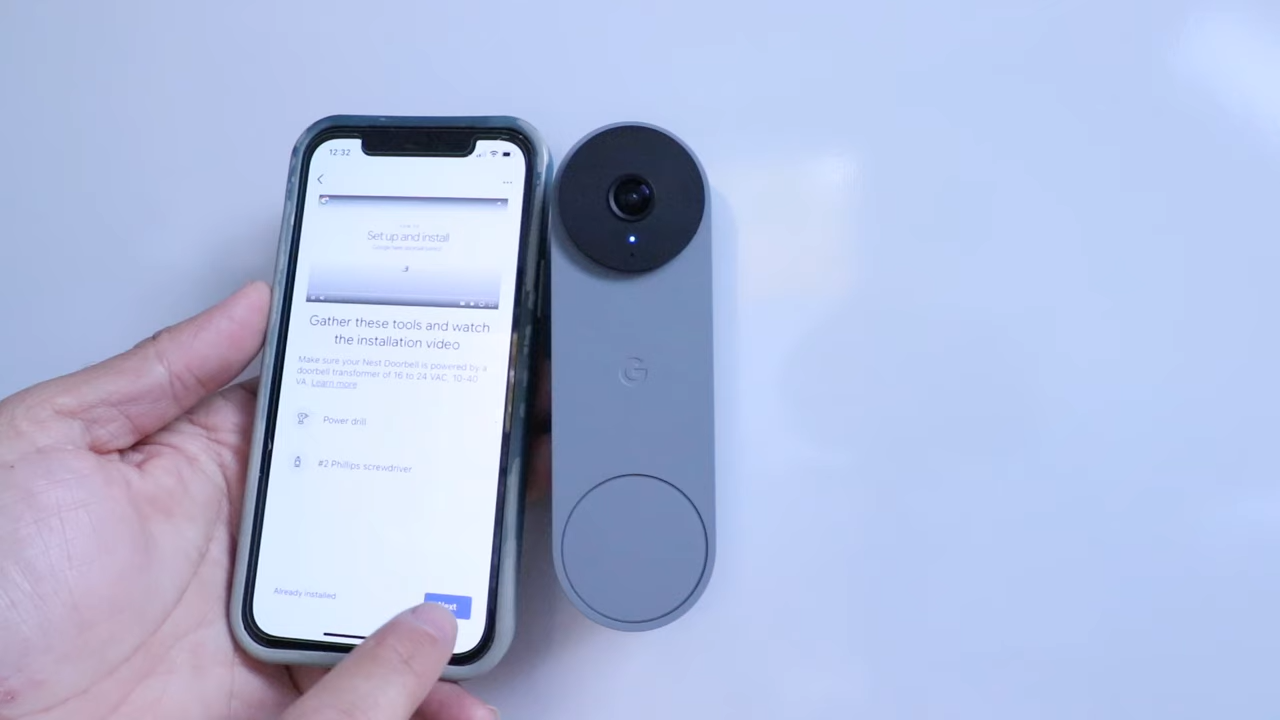 12:32
Set up and install
Gather these tools and watch
the installation video
Make sure your Nest Doorbell is powered by a
doorbell transformer of 16 to 24 VAC, 10-40
VA. Learn more
Power drill
#2 Phillips screwdriver
Already installed
Next
G